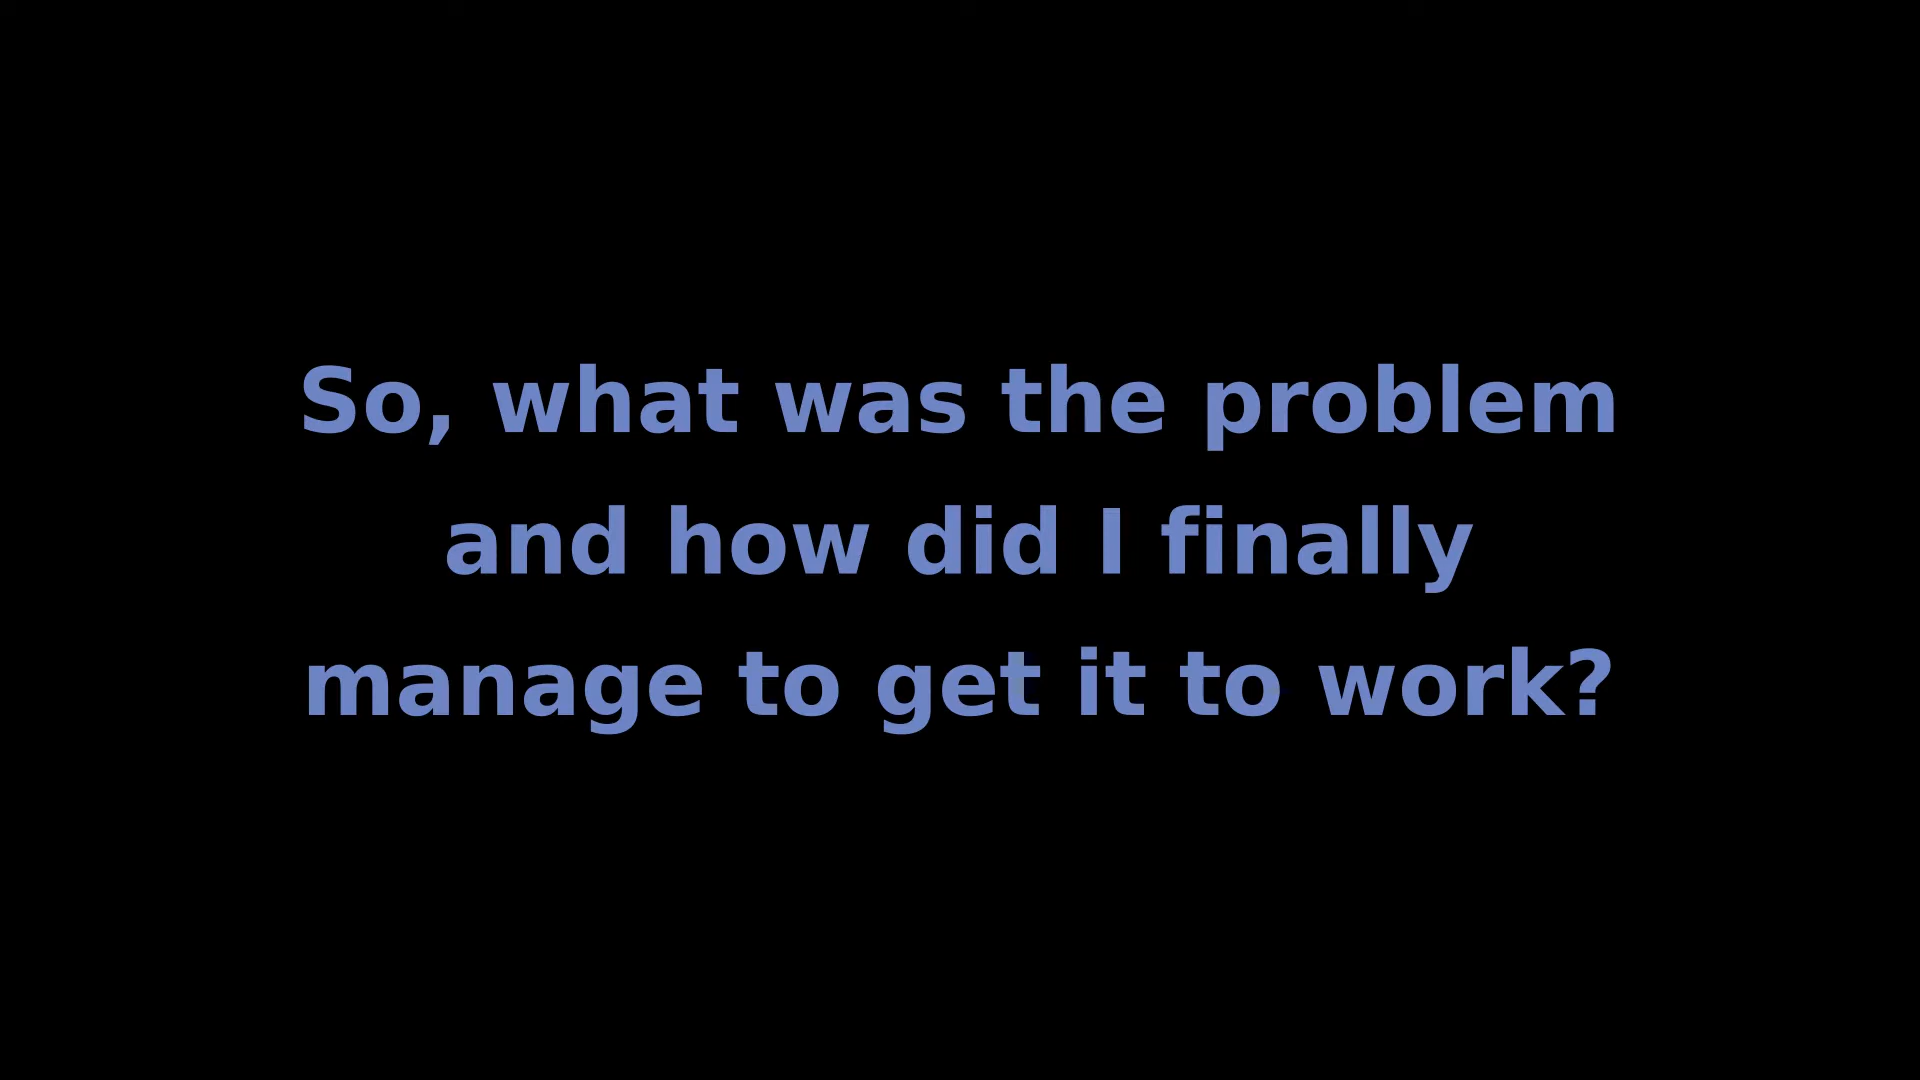 So, what was the problem
and how did I finally
manage to get it to work?